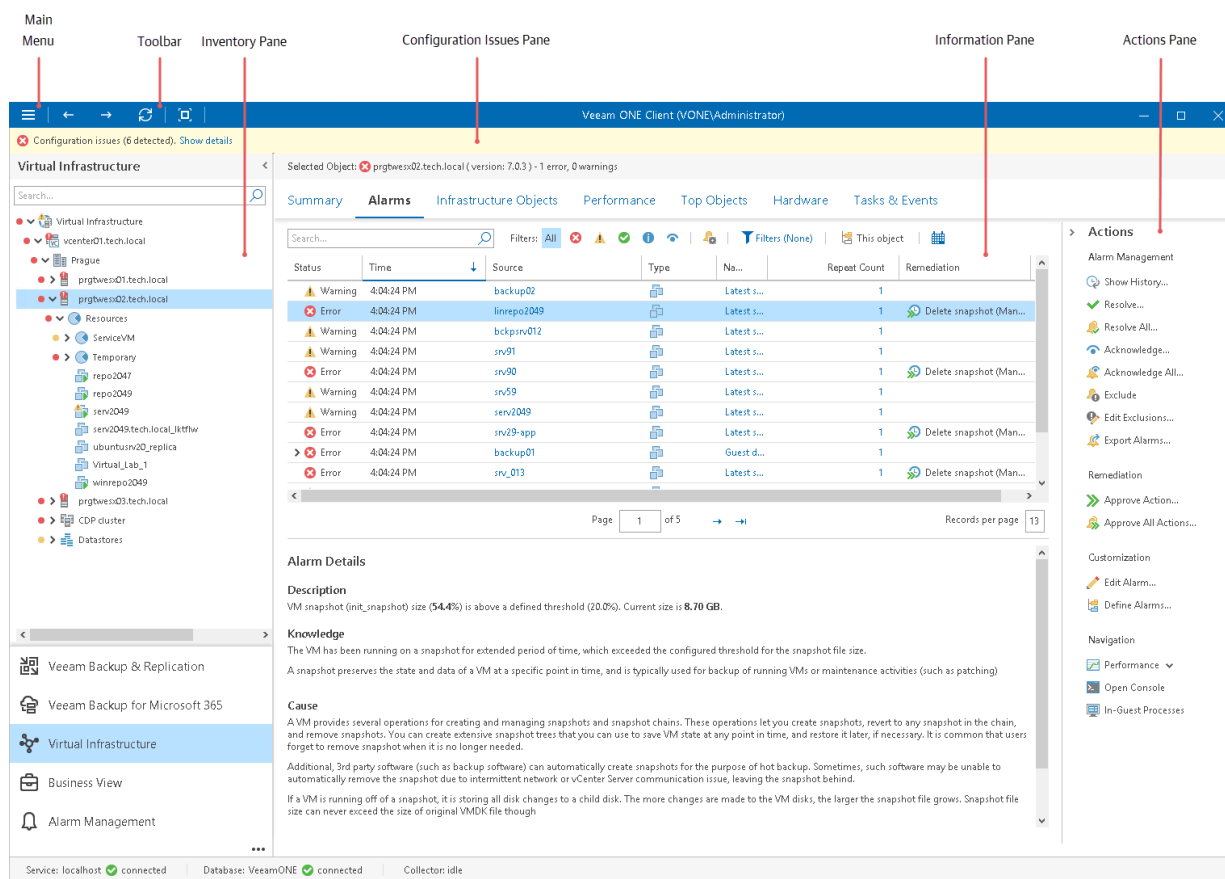 Main Menu
Toolbar
Inventory Pane
Configuration Issues Pane
Information Pane
Actions Pane
Veeam ONE Client (VONE\Administrator)
Configuration issues (6 detected). Show details
Virtual Infrastructure
Search...
Virtual Infrastructure
vcenter01.tech.local
Prague
prgtwesx01.tech.local
prgtwesx02.tech.local
Resources
ServiceVM
Temporary
repo2047
repo2049
serv2049
serv2049.tech.local_lktflw
ubuntusrv20_replica
Virtual_Lab_1
winrepo2049
prgtwesx03.tech.local
CDP cluster
Datastores
Veeam Backup & Replication
Veeam Backup for Microsoft 365
Virtual Infrastructure
Business View
Alarm Management
Selected Object: prgtwesx02.tech.local ( version: 7.0.3 ) - 1 error, 0 warnings
Summary Alarms Infrastructure Objects Performance Top Objects Hardware Tasks & Events
Search... Filters: All Filters (None) This object
Status Time Source Type Na... Repeat Count Remediation
Warning 4:04:24 PM backup02 Latest s... 1
Error 4:04:24 PM linrepo2049 Latest s... 1 Delete snapshot (Man...
Warning 4:04:24 PM bckpsrv012 Latest s... 1
Warning 4:04:24 PM srv91 Latest s... 1
Error 4:04:24 PM srv90 Latest s... 1 Delete snapshot (Man...
Warning 4:04:24 PM srv59 Latest s... 1
Warning 4:04:24 PM serv2049 Latest s... 1
Error 4:04:24 PM srv29-app Latest s... 1 Delete snapshot (Man...
Error 4:04:24 PM backup01 Guest d... 1
Error 4:04:24 PM srv_013 Latest s... 1 Delete snapshot (Man...
Page 1 of 5 Records per page 13
Alarm Details
Description
VM snapshot (init_snapshot) size (54.4%) is above a defined threshold (20.0%). Current size is 8.70 GB.
Knowledge
The VM has been running on a snapshot for extended period of time, which exceeded the configured threshold for the snapshot file size.
A snapshot preserves the state and data of a VM at a specific point in time, and is typically used for backup of running VMs or maintenance activities (such as patching)
Cause
A VM provides several operations for creating and managing snapshots and snapshot chains. These operations let you create snapshots, revert to any snapshot in the chain,
and remove snapshots. You can create extensive snapshot trees that you can use to save VM state at any point in time, and restore it later, if necessary. It is common that users
forget to remove snapshot when it is no longer needed.
Additional, 3rd party software (such as backup software) can automatically create snapshots for the purpose of hot backup. Sometimes, such software may be unable to
automatically remove the snapshot due to intermittent network or vCenter Server communication issue, leaving the snapshot behind.
If a VM is running off of a snapshot, it is storing all disk changes to a child disk. The more changes are made to the VM disks, the larger the snapshot file grows. Snapshot file
size can never exceed the size of original VMDK file though
Actions
Alarm Management
Show History...
Resolve...
Resolve All...
Acknowledge...
Acknowledge All...
Exclude
Edit Exclusions...
Export Alarms...
Remediation
Approve Action...
Approve All Actions...
Customization
Edit Alarm...
Define Alarms...
Navigation
Performance
Open Console
In-Guest Processes
Service: localhost connected Database: VeeamONE connected Collector: idle